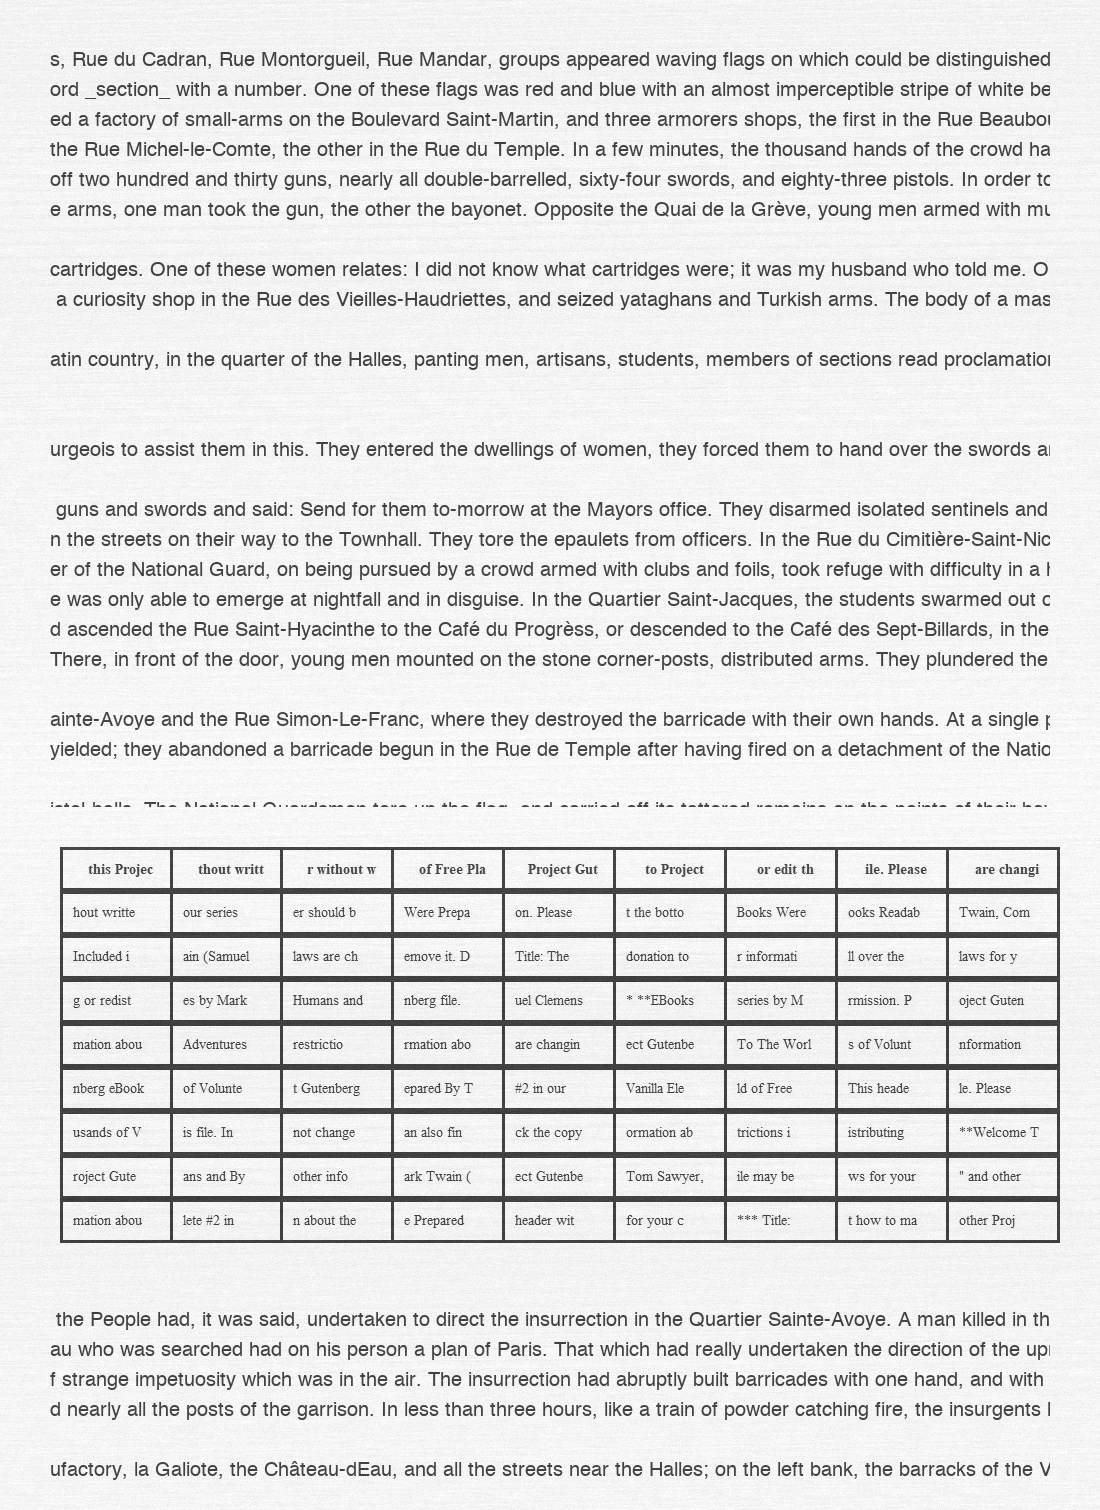 s, Rue du Cadran, Rue Montorgueil, Rue Mandar, groups appeared waving flags on which could be distinguished
ord _section_ with a number. One of these flags was red and blue with an almost imperceptible stripe of white be
ed a factory of small-arms on the Boulevard Saint-Martin, and three armorers shops, the first in the Rue Beaubou
the Rue Michel-le-Comte, the other in the Rue du Temple. In a few minutes, the thousand hands of the crowd ha
off two hundred and thirty guns, nearly all double-barrelled, sixty-four swords, and eighty-three pistols. In order to
e arms, one man took the gun, the other the bayonet. Opposite the Quai de la Grève, young men armed with mu
cartridges. One of these women relates: I did not know what cartridges were; it was my husband who told me. O
a curiosity shop in the Rue des Vieilles-Haudriettes, and seized yataghans and Turkish arms. The body of a mas
atin country, in the quarter of the Halles, panting men, artisans, students, members of sections read proclamation
urgeois to assist them in this. They entered the dwellings of women, they forced them to hand over the swords an
guns and swords and said: Send for them to-morrow at the Mayors office. They disarmed isolated sentinels and
n the streets on their way to the Townhall. They tore the epaulets from officers. In the Rue du Cimitière-Saint-Nic
er of the National Guard, on being pursued by a crowd armed with clubs and foils, took refuge with difficulty in a h
e was only able to emerge at nightfall and in disguise. In the Quartier Saint-Jacques, the students swarmed out o
d ascended the Rue Saint-Hyacinthe to the Café du Progrèss, or descended to the Café des Sept-Billards, in the
There, in front of the door, young men mounted on the stone corner-posts, distributed arms. They plundered the
ainte-Avoye and the Rue Simon-Le-Franc, where they destroyed the barricade with their own hands. At a single p
yielded; they abandoned a barricade begun in the Rue de Temple after having fired on a detachment of the Natio
istol-balls. The National Guardsmen tore up the flag, and carried off its tattered remains on the points of their bay
this Projec thout writt r without w of Free Pla Project Gut to Project or edit th ile. Please are changi
hout writte our series er should b Were Prepa on. Please t the botto Books Were ooks Readab Twain, Com
Included i ain (Samuel laws are ch emove it. D Title: The donation to r informati ll over the laws for y
g or redist es by Mark Humans and nberg file. uel Clemens * **EBooks series by M rmission. P oject Guten
mation abou Adventures restrictio rmation abo are changin ect Gutenbe To The Worl s of Volunt nformation
nberg eBook of Volunte t Gutenberg epared By T #2 in our Vanilla Ele ld of Free This heade le. Please
usands of V is file. In not change an also fin ck the copy ormation ab trictions i istributing **Welcome T
roject Gute ans and By other info ark Twain ( ect Gutenbe Tom Sawyer, ile may be ws for your " and other
mation abou lete #2 in n about the e Prepared header wit for your c *** Title: t how to ma other Proj
the People had, it was said, undertaken to direct the insurrection in the Quartier Sainte-Avoye. A man killed in th
au who was searched had on his person a plan of Paris. That which had really undertaken the direction of the upr
f strange impetuosity which was in the air. The insurrection had abruptly built barricades with one hand, and with
d nearly all the posts of the garrison. In less than three hours, like a train of powder catching fire, the insurgents
ufactory, la Galiote, the Château-dEau, and all the streets near the Halles; on the left bank, the barracks of the V